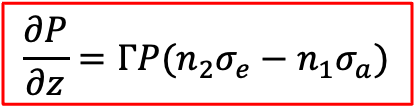 ∂P/∂z = ΓP(n₂σₑ − n₁σₐ)